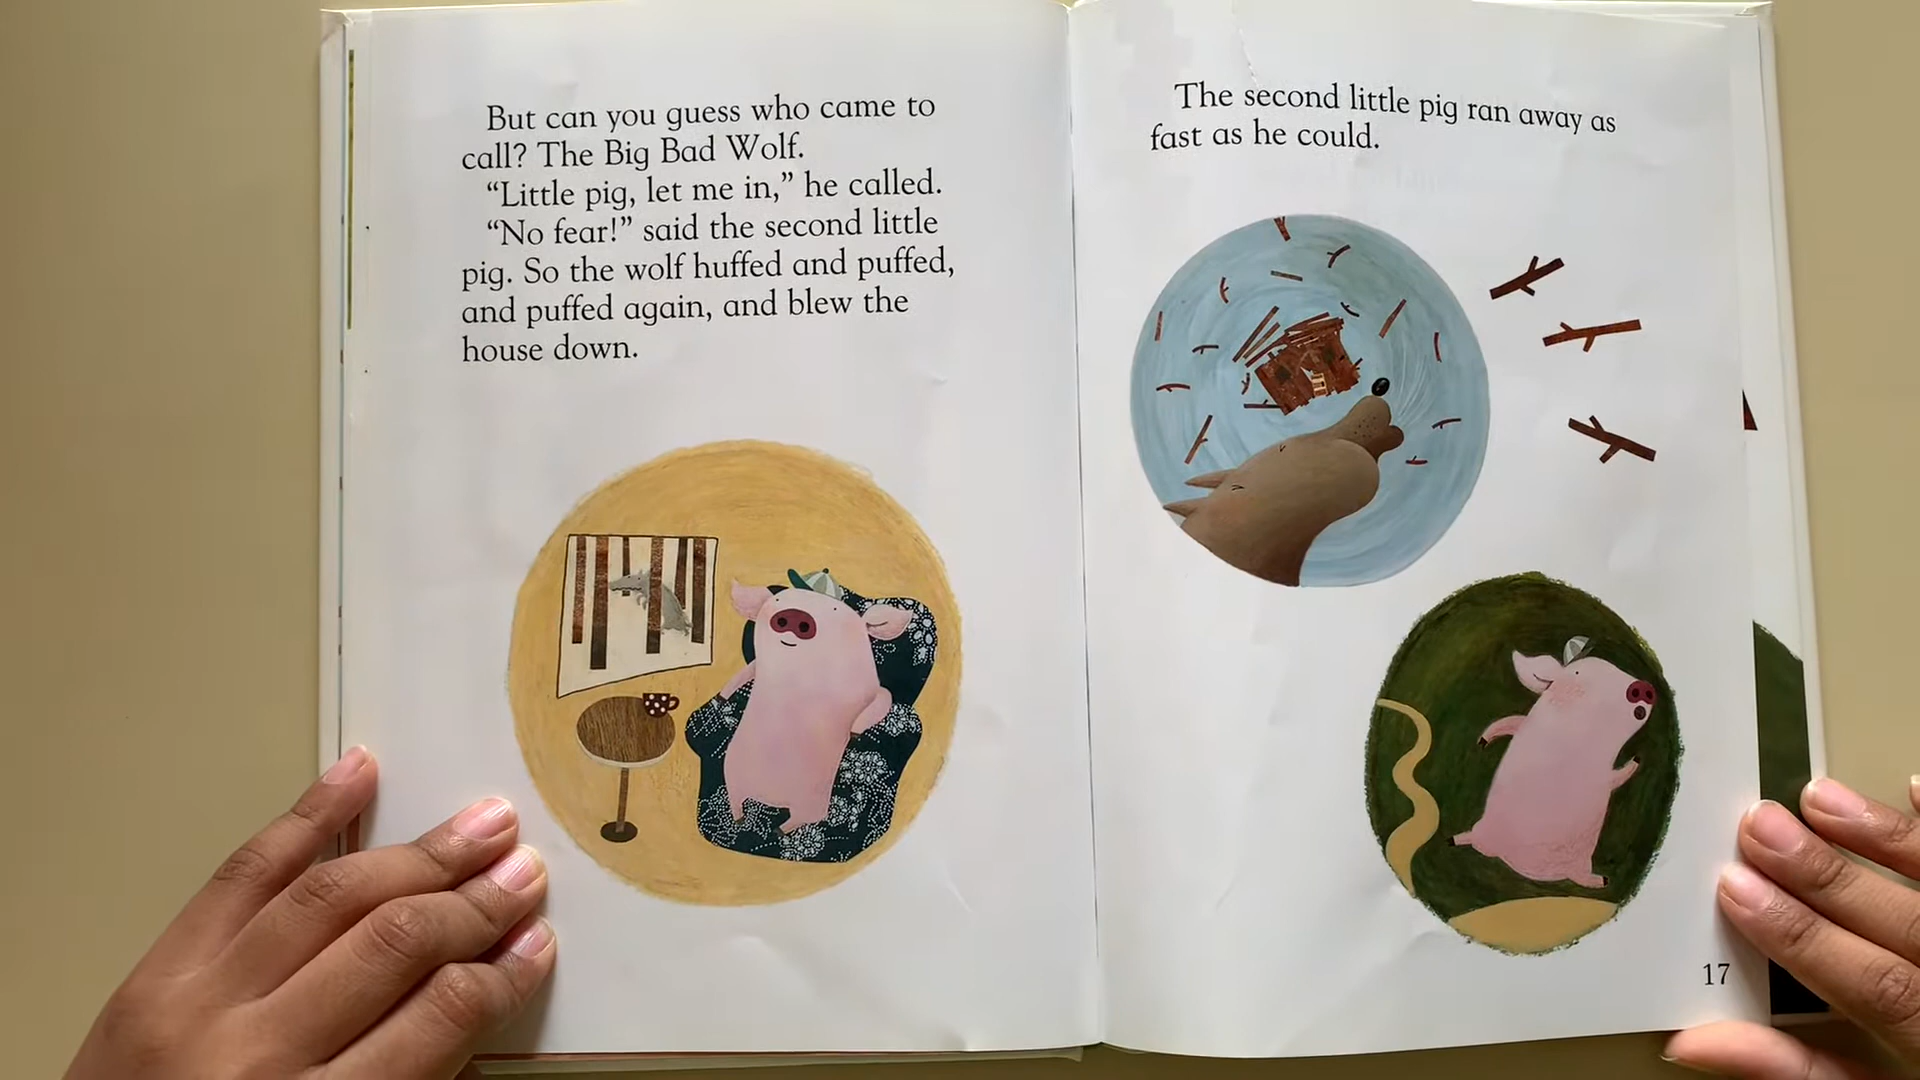 But can you guess who came to
call? The Big Bad Wolf.
“Little pig, let me in,” he called.
“No fear!” said the second little
pig. So the wolf huffed and puffed,
and puffed again, and blew the
house down.
The second little pig ran away as
fast as he could.
17